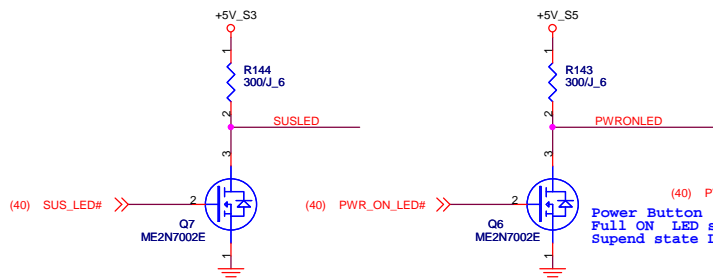 +5V_S3
+5V_S5
1
1
R144
300/J_6
R143
300/J_6
2
2
SUSLED
PWRONLED
3
3
(40) SUS_LED#
2
(40) PWR_ON_LED#
2
(40)
Q7
ME2N7002E
Q6
ME2N7002E
Power Button
Full ON LED
Supend state
1
1